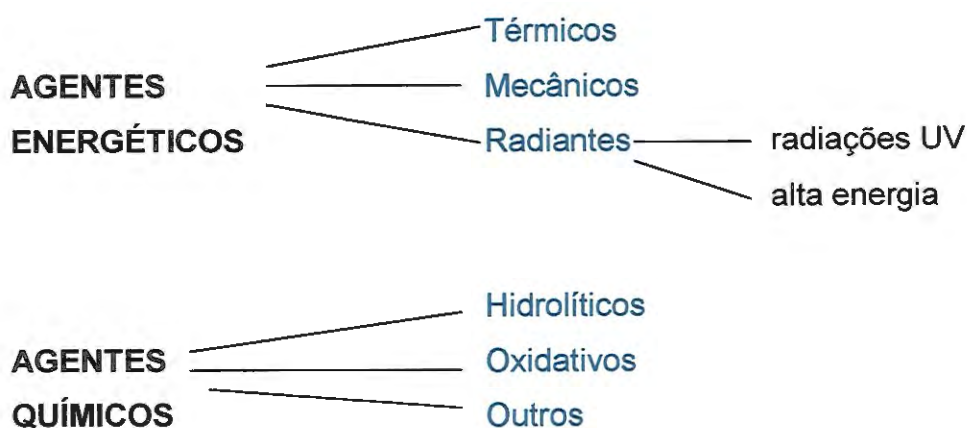 Térmicos
AGENTES
Mecânicos
ENERGÉTICOS
Radiantes
radiações UV
alta energia
Hidrolíticos
AGENTES
Oxidativos
QUÍMICOS
Outros